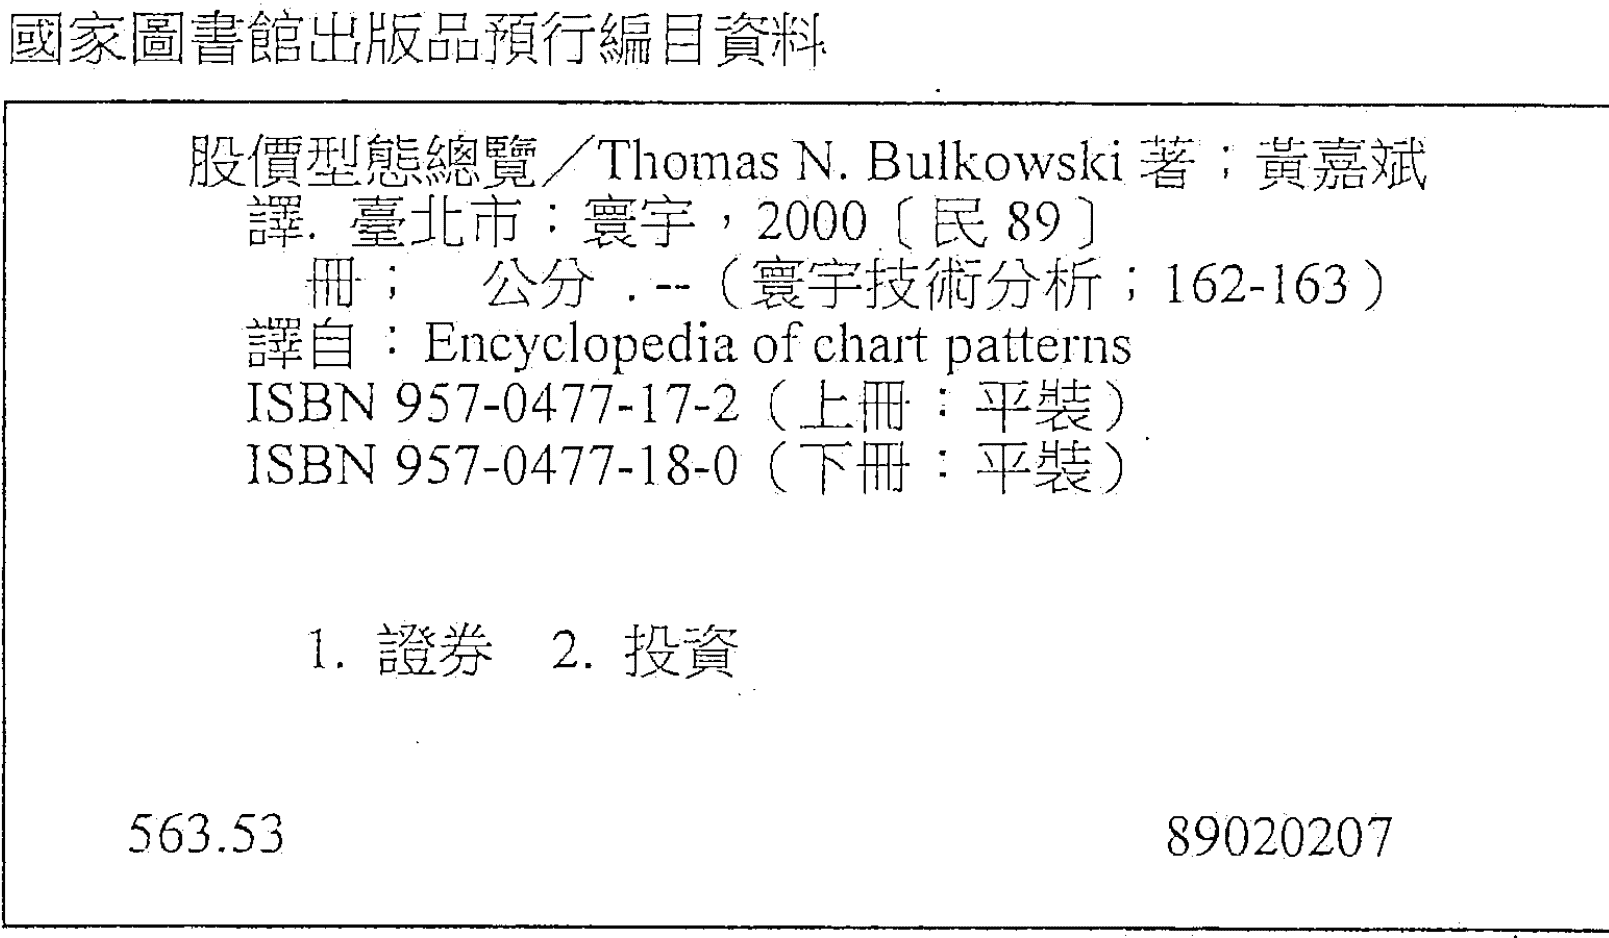 國家圖書館出版品預行編目資料
股價型態總覽／Thomas N. Bulkowski 著；黃嘉斌
譯. 臺北市：寰宇，2000〔民 89〕
冊； 公分 .--（寰宇技術分析；162-163）
譯自：Encyclopedia of chart patterns
ISBN 957-0477-17-2（上冊：平裝）
ISBN 957-0477-18-0（下冊：平裝）
1. 證券 2. 投資
563.53 89020207